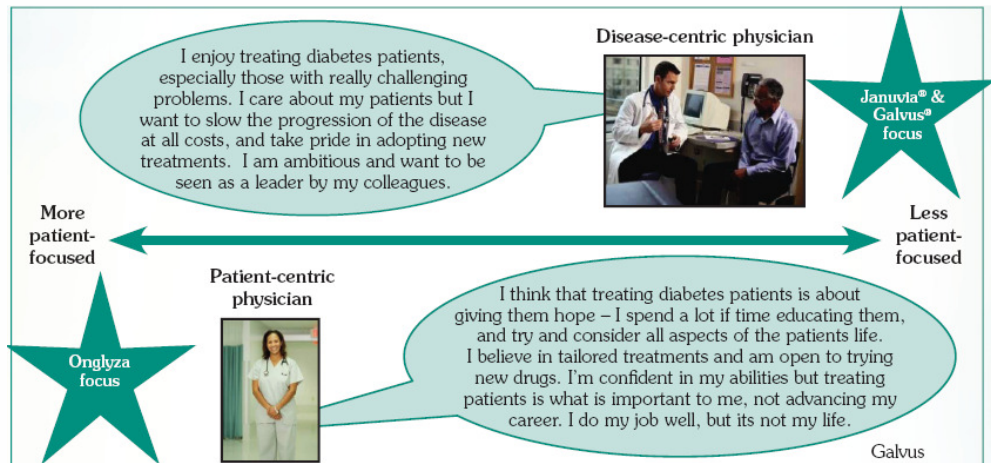 I enjoy treating diabetes patients,
especially those with really challenging
problems. I care about my patients but I
want to slow the progression of the disease
at all costs, and take pride in adopting new
treatments.  I am ambitious and want to be
seen as a leader by my colleagues.
Disease-centric physician
Januvia® &
Galvus®
focus
More
patient-
focused
Less
patient-
focused
Patient-centric
physician
Onglyza
focus
I think that treating diabetes patients is about
giving them hope – I spend a lot if time educating them,
and try and consider all aspects of the patients life.
I believe in tailored treatments and am open to trying
new drugs. I'm confident in my abilities but treating
patients is what is important to me, not advancing my
career. I do my job well, but its not my life.
Galvus